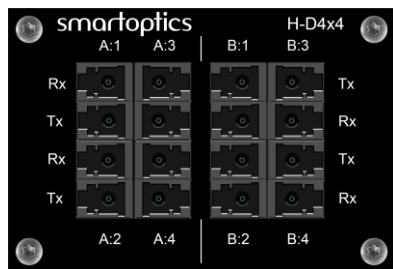 smartoptics H-D4x4
A:1 A:3 B:1 B:3
Rx Tx
Tx Rx
Rx Tx
Tx Rx
A:2 A:4 B:2 B:4